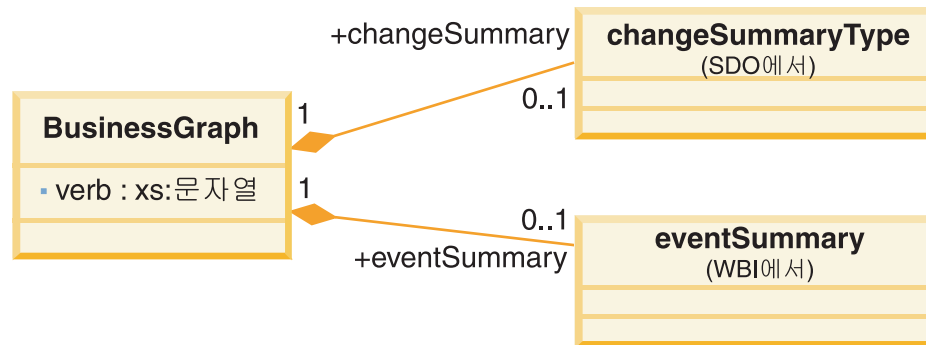 +changeSummary
changeSummaryType
(SDO에서)
1
0..1
BusinessGraph
verb : xs:문자열
1
0..1
+eventSummary
eventSummary
(WBI에서)